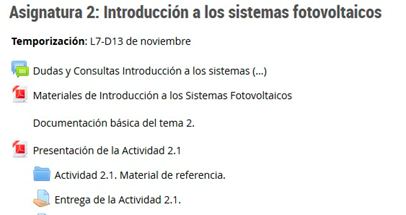 Asignatura 2: Introducción a los sistemas fotovoltaicos
Temporización: L7-D13 de noviembre
Dudas y Consultas Introducción a los sistemas (...)
Materiales de Introducción a los Sistemas Fotovoltaicos
Documentación básica del tema 2.
Presentación de la Actividad 2.1
Actividad 2.1. Material de referencia.
Entrega de la Actividad 2.1.